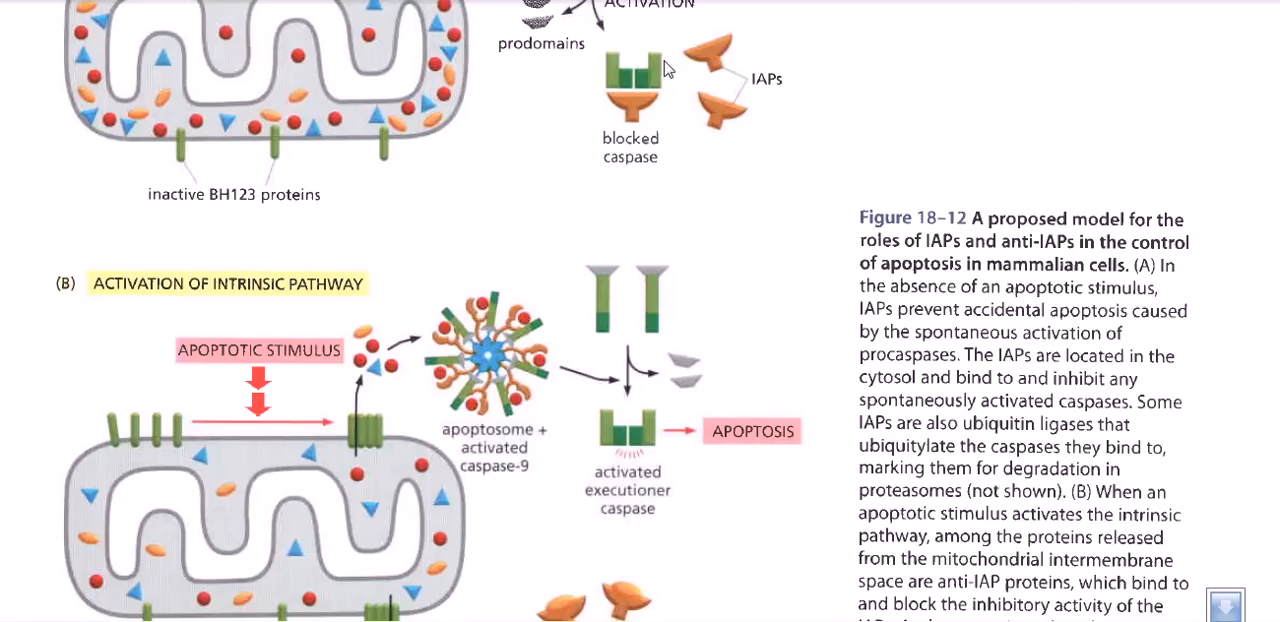 ACTIVATION
prodomains
IAPs
blocked
caspase
inactive BH123 proteins
(B) ACTIVATION OF INTRINSIC PATHWAY
APOPTOTIC STIMULUS
apoptosome +
activated
caspase-9
activated
executioner
caspase
APOPTOSIS
Figure 18–12 A proposed model for the
roles of IAPs and anti-IAPs in the control
of apoptosis in mammalian cells. (A) In
the absence of an apoptotic stimulus,
IAPs prevent accidental apoptosis caused
by the spontaneous activation of
procaspases. The IAPs are located in the
cytosol and bind to and inhibit any
spontaneously activated caspases. Some
IAPs are also ubiquitin ligases that
ubiquitylate the caspases they bind to,
marking them for degradation in
proteasomes (not shown). (B) When an
apoptotic stimulus activates the intrinsic
pathway, among the proteins released
from the mitochondrial intermembrane
space are anti-IAP proteins, which bind to
and block the inhibitory activity of the